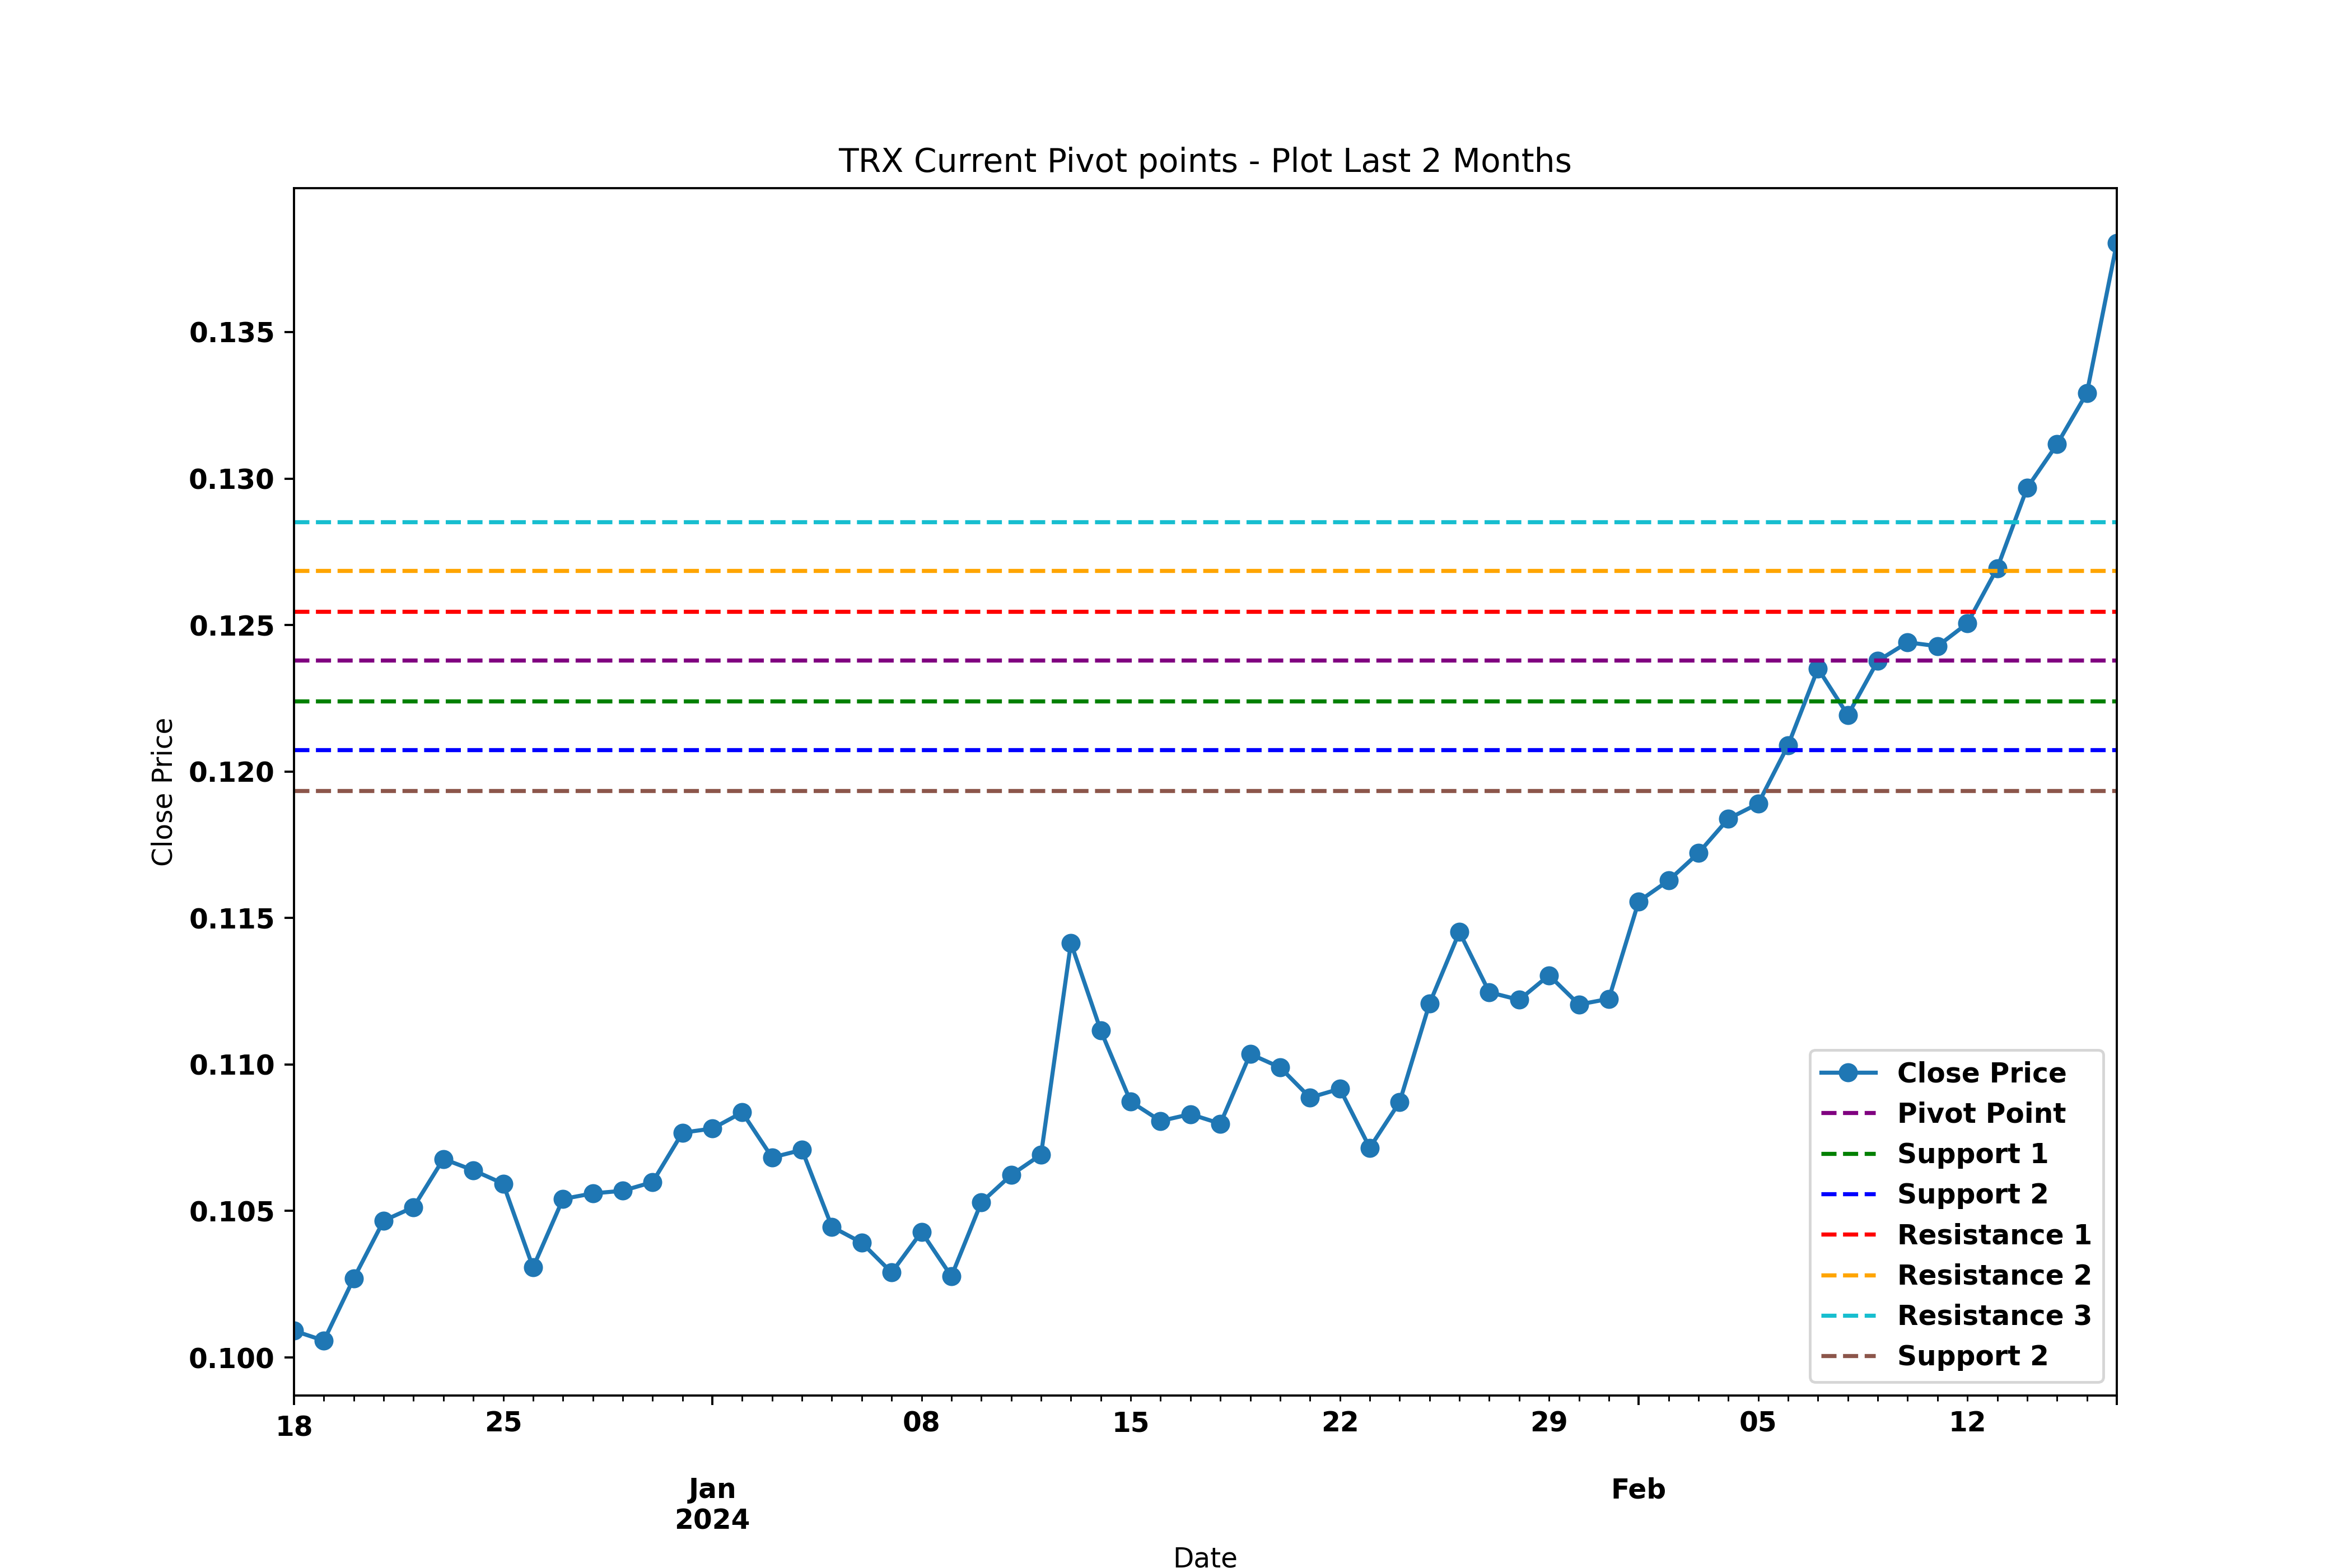 TRX Current Pivot points - Plot Last 2 Months
Close Price
0.135
0.130
0.125
0.120
0.115
0.110
0.105
0.100
Close Price
Pivot Point
Support 1
Support 2
Resistance 1
Resistance 2
Resistance 3
Support 2
18 25 08 15 22 29 05 12
Jan Feb
2024
Date